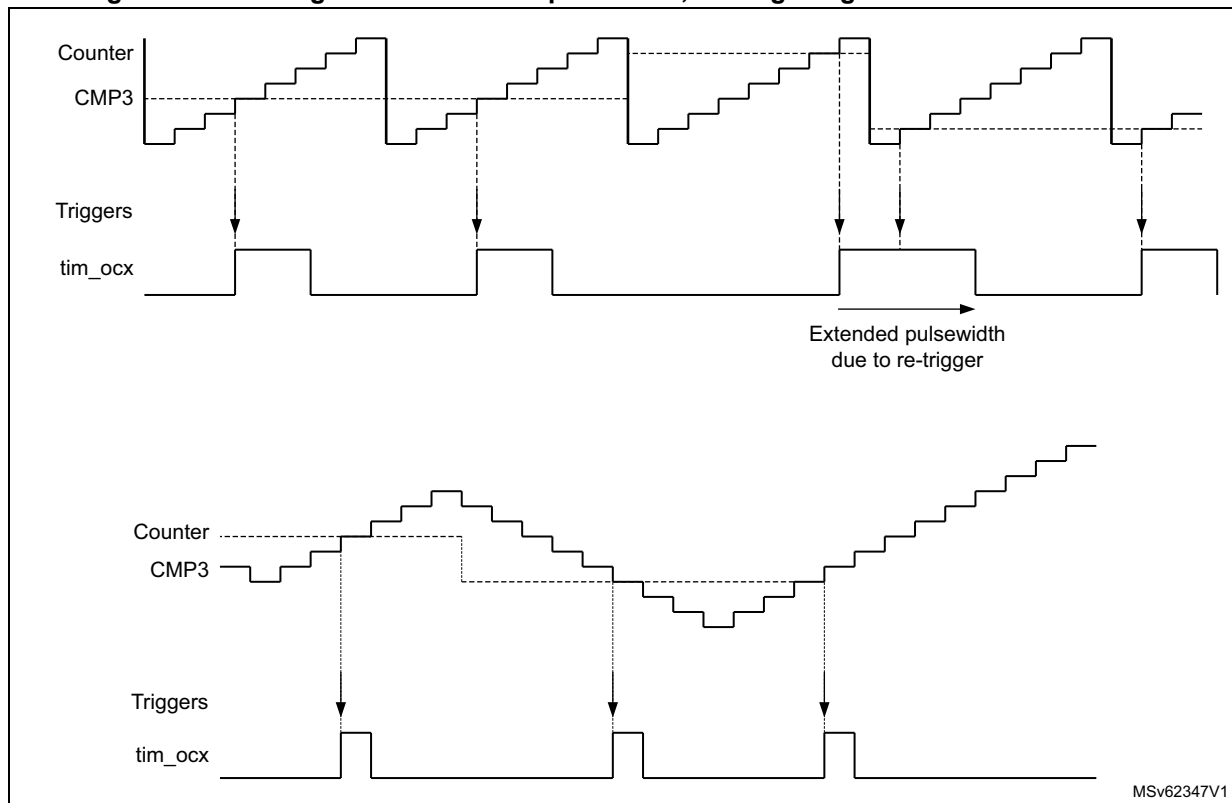 Counter
CMP3
Triggers
tim_ocx
Extended pulsewidth
due to re-trigger
Counter
CMP3
Triggers
tim_ocx
MSv62347V1